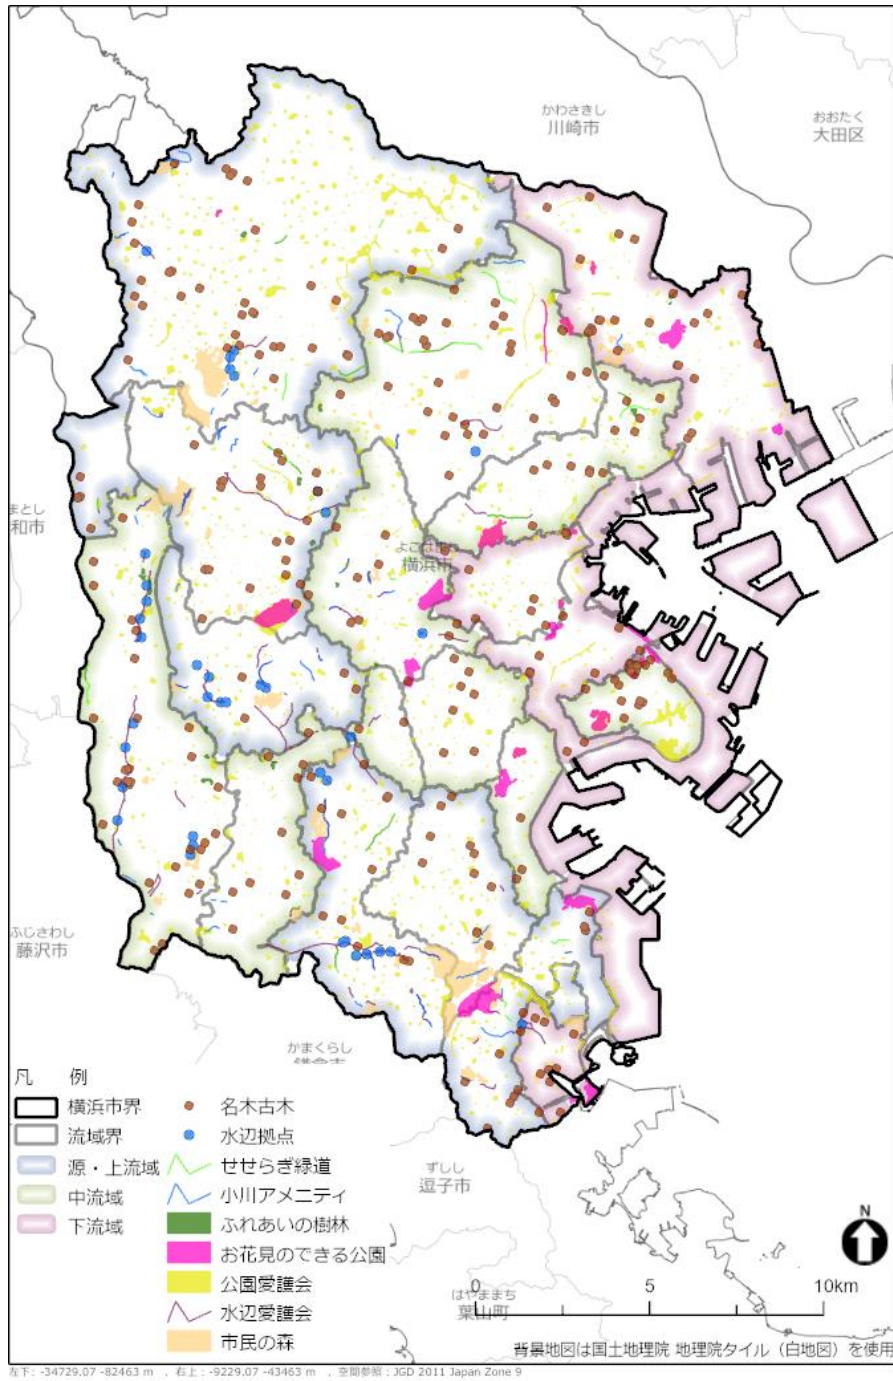 かわさきし
川崎市
おおたく
大田区
まとし
和市
横浜市
ふじさわし
藤沢市
かまくらし
ずしし
逗子市
はやままち
葉山町
凡 例
横浜市界
流域界
源・上流域
中流域
下流域
名木古木
水辺拠点
せせらぎ緑道
小川アメニティ
ふれあいの樹林
お花見のできる公園
公園愛護会
水辺愛護会
市民の森
N
0 5 10km
背景地図は国土地理院 地理院タイル（白地図）を使用
左下: -34729.07 -82463 m , 右上: -9229.07 -43463 m , 空間参照: JGD 2011 Japan Zone 9